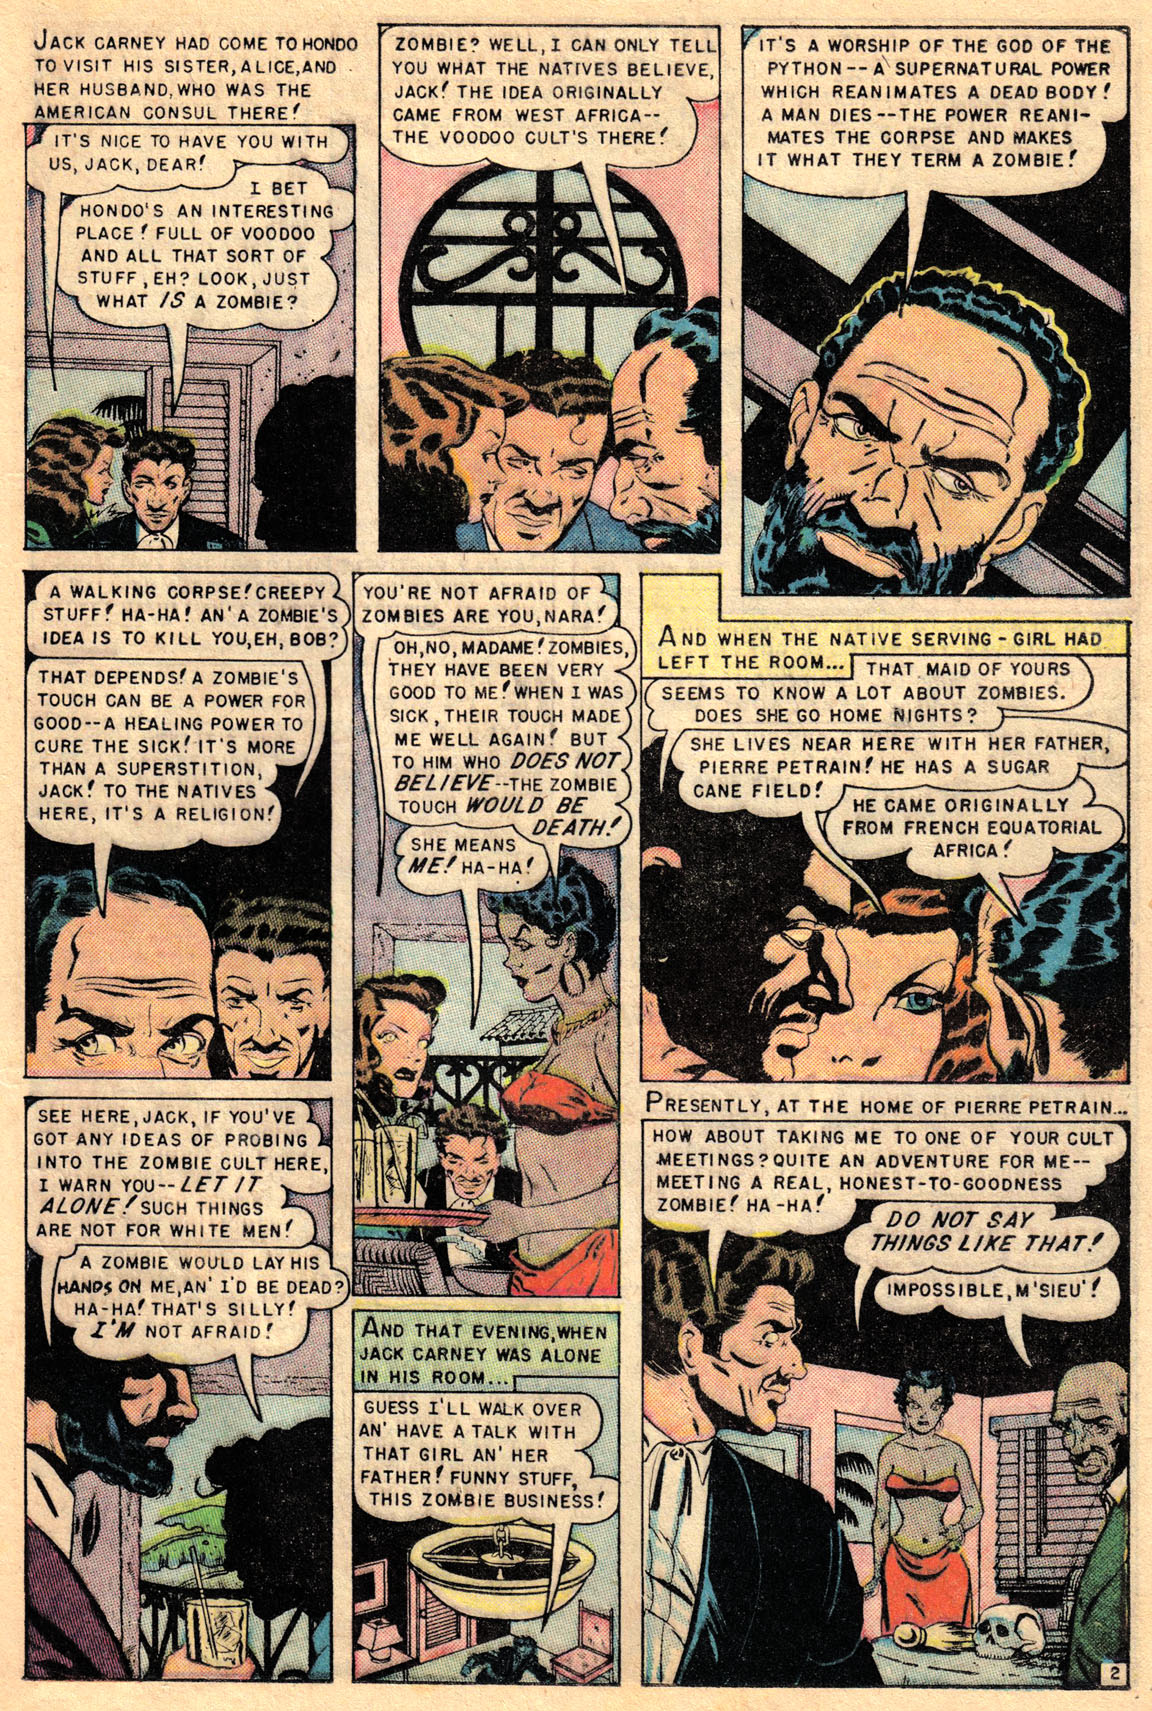 JACK CARNEY HAD COME TO HONDO
TO VISIT HIS SISTER, ALICE, AND
HER HUSBAND, WHO WAS THE
AMERICAN CONSUL THERE!
IT'S NICE TO HAVE YOU WITH
US, JACK, DEAR!
I BET
HONDO'S AN INTERESTING
PLACE! FULL OF VOODOO
AND ALL THAT SORT OF
STUFF, EH? LOOK, JUST
WHAT IS A ZOMBIE?
ZOMBIE? WELL, I CAN ONLY TELL
YOU WHAT THE NATIVES BELIEVE,
JACK! THE IDEA ORIGINALLY
CAME FROM WEST AFRICA--
THE VOODOO CULT'S THERE!
IT'S A WORSHIP OF THE GOD OF THE
PYTHON--A SUPERNATURAL POWER
WHICH REANIMATES A DEAD BODY!
A MAN DIES--THE POWER REANI-
MATES THE CORPSE AND MAKES
IT WHAT THEY TERM A ZOMBIE!
A WALKING CORPSE! CREEPY
STUFF! HA-HA! AN' A ZOMBIE'S
IDEA IS TO KILL YOU, EH, BOB?
THAT DEPENDS! A ZOMBIE'S
TOUCH CAN BE A POWER FOR
GOOD--A HEALING POWER TO
CURE THE SICK! IT'S MORE
THAN A SUPERSTITION,
JACK! TO THE NATIVES
HERE, IT'S A RELIGION!
YOU'RE NOT AFRAID OF
ZOMBIES ARE YOU, NARA!
OH, NO, MADAME! ZOMBIES,
THEY HAVE BEEN VERY
GOOD TO ME! WHEN I WAS
SICK, THEIR TOUCH MADE
ME WELL AGAIN! BUT
TO HIM WHO DOES NOT
BELIEVE--THE ZOMBIE
TOUCH WOULD BE
DEATH!
SHE MEANS
ME! HA-HA!
AND WHEN THE NATIVE SERVING-GIRL HAD
LEFT THE ROOM...
THAT MAID OF YOURS
SEEMS TO KNOW A LOT ABOUT ZOMBIES.
DOES SHE GO HOME NIGHTS?
SHE LIVES NEAR HERE WITH HER FATHER,
PIERRE PETRAIN! HE HAS A SUGAR
CANE FIELD!
HE CAME ORIGINALLY
FROM FRENCH EQUATORIAL
AFRICA!
SEE HERE, JACK, IF YOU'VE
GOT ANY IDEAS OF PROBING
INTO THE ZOMBIE CULT HERE,
I WARN YOU--LET IT
ALONE! SUCH THINGS
ARE NOT FOR WHITE MEN!
A ZOMBIE WOULD LAY HIS
HANDS ON ME, AN' I'D BE DEAD?
HA-HA! THAT'S SILLY!
I'M NOT AFRAID!
AND THAT EVENING, WHEN
JACK CARNEY WAS ALONE
IN HIS ROOM...
GUESS I'LL WALK OVER
AN' HAVE A TALK WITH
THAT GIRL AN' HER
FATHER! FUNNY STUFF,
THIS ZOMBIE BUSINESS!
PRESENTLY, AT THE HOME OF PIERRE PETRAIN...
HOW ABOUT TAKING ME TO ONE OF YOUR CULT
MEETINGS? QUITE AN ADVENTURE FOR ME--
MEETING A REAL, HONEST-TO-GOODNESS
ZOMBIE! HA-HA!
DO NOT SAY
THINGS LIKE THAT!
IMPOSSIBLE, M'SIEU'!
2